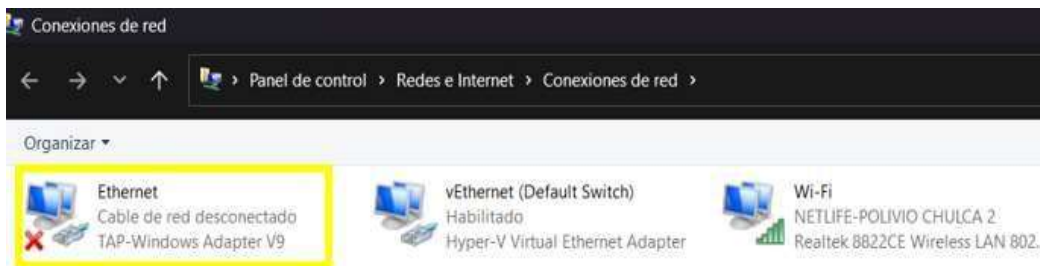 Conexiones de red
Panel de control > Redes e Internet > Conexiones de red >
Organizar
Ethernet
Cable de red desconectado
TAP-Windows Adapter V9
vEthernet (Default Switch)
Habilitado
Hyper-V Virtual Ethernet Adapter
Wi-Fi
NETLIFE-POLIVIO CHULCA 2
Realtek 8822CE Wireless LAN 802.